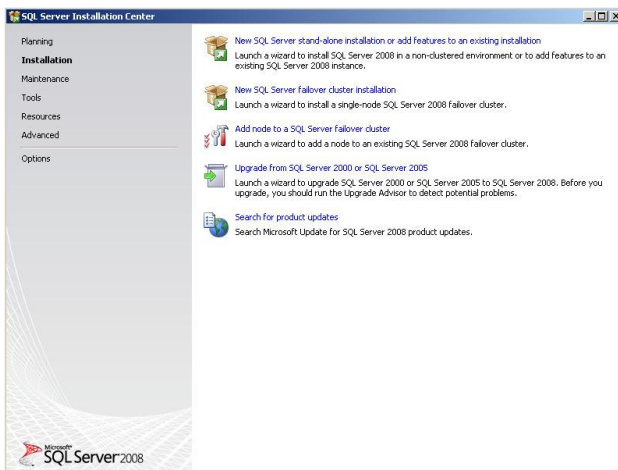 SQL Server Installation Center
Planning
Installation
Maintenance
Tools
Resources
Advanced
Options
New SQL Server stand-alone installation or add features to an existing installation
Launch a wizard to install SQL Server 2008 in a non-clustered environment or to add features to an
existing SQL Server 2008 instance.
New SQL Server failover cluster installation
Launch a wizard to install a single-node SQL Server 2008 failover cluster.
Add node to a SQL Server failover cluster
Launch a wizard to add a node to an existing SQL Server 2008 failover cluster.
Upgrade from SQL Server 2000 or SQL Server 2005
Launch a wizard to upgrade SQL Server 2000 or SQL Server 2005 to SQL Server 2008. Before you
upgrade, you should run the Upgrade Advisor to detect potential problems.
Search for product updates
Search Microsoft Update for SQL Server 2008 product updates.
Microsoft
SQL Server 2008